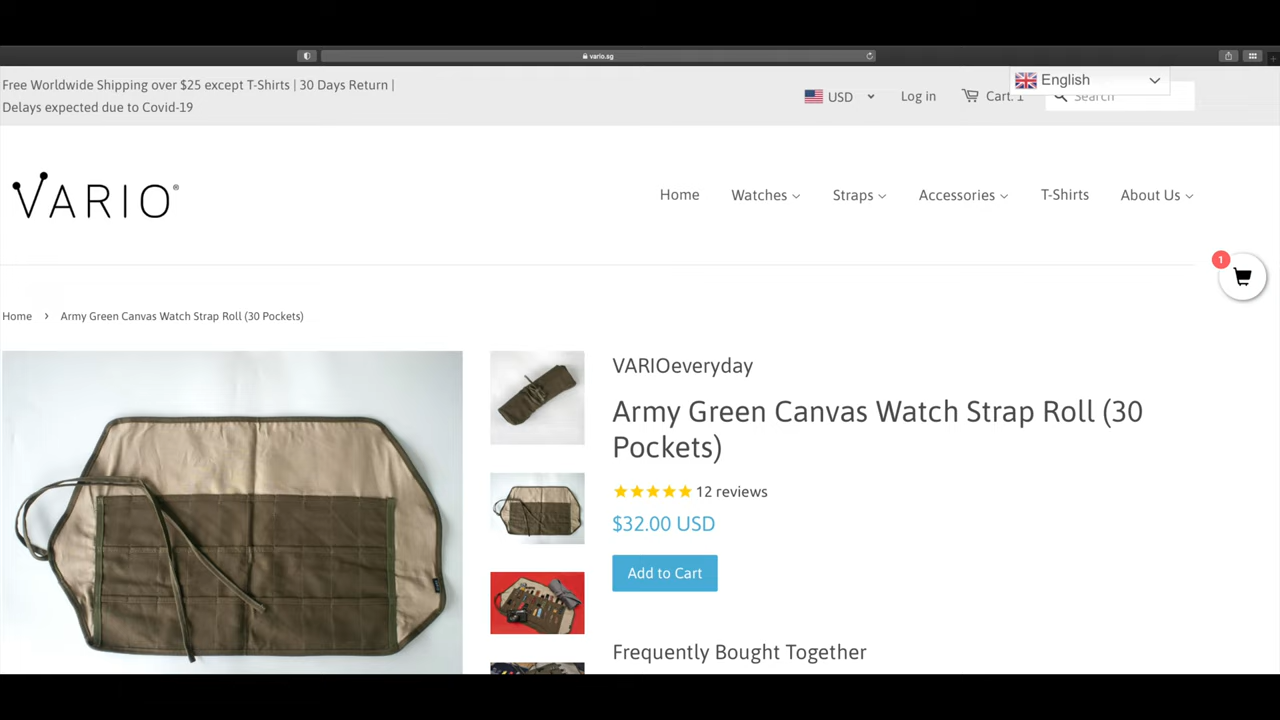 vario.sg
Free Worldwide Shipping over $25 except T-Shirts | 30 Days Return |
Delays expected due to Covid-19
USD
Log in
Cart: 1
English
Search
VARIO®
Home
Watches
Straps
Accessories
T-Shirts
About Us
1
Home › Army Green Canvas Watch Strap Roll (30 Pockets)
VARIOeveryday
Army Green Canvas Watch Strap Roll (30
Pockets)
12 reviews
$32.00 USD
Add to Cart
Frequently Bought Together